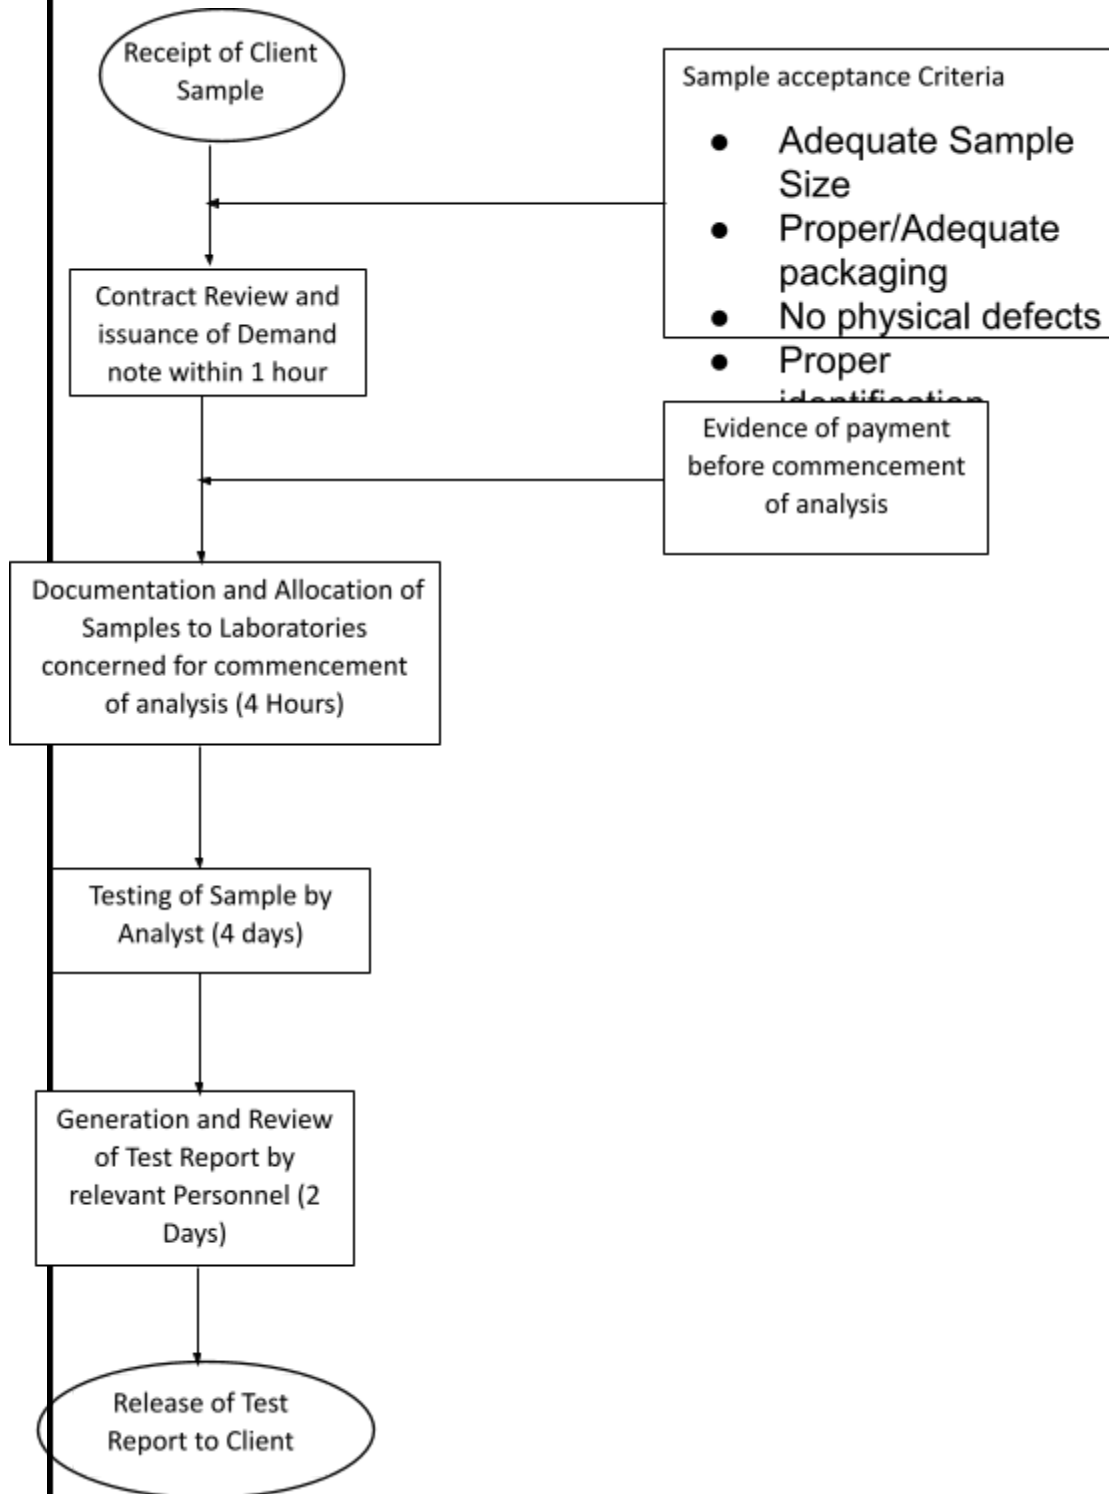 Receipt of Client
Sample
Sample acceptance Criteria
● Adequate Sample
Size
● Proper/Adequate
packaging
● No physical defects
● Proper
identification
Contract Review and
issuance of Demand
note within 1 hour
Evidence of payment
before commencement
of analysis
Documentation and Allocation of
Samples to Laboratories
concerned for commencement
of analysis (4 Hours)
Testing of Sample by
Analyst (4 days)
Generation and Review
of Test Report by
relevant Personnel (2
Days)
Release of Test
Report to Client